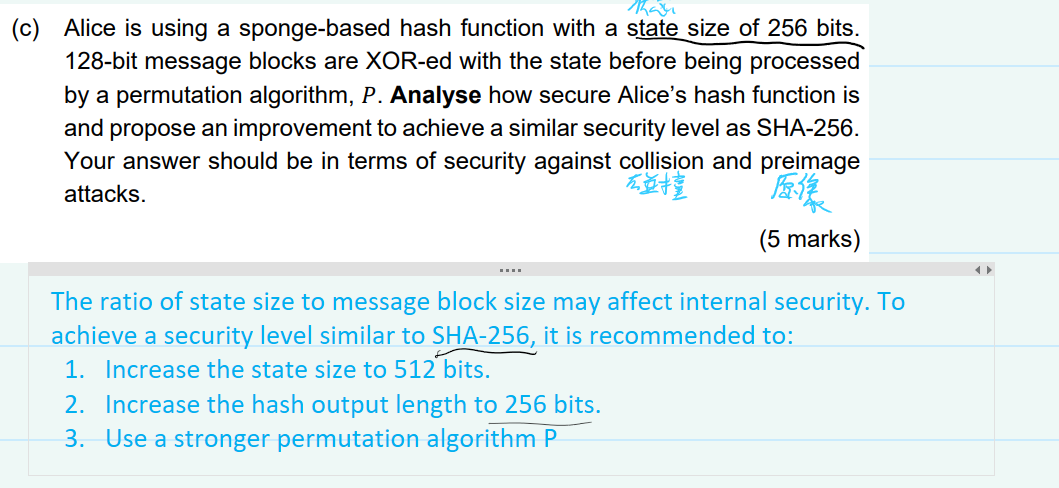 状态
(c) Alice is using a sponge-based hash function with a state size of 256 bits.
128-bit message blocks are XOR-ed with the state before being processed
by a permutation algorithm, P. Analyse how secure Alice's hash function is
and propose an improvement to achieve a similar security level as SHA-256.
Your answer should be in terms of security against collision and preimage
碰撞 原像
attacks.
(5 marks)
The ratio of state size to message block size may affect internal security. To
achieve a security level similar to SHA-256, it is recommended to:
1. Increase the state size to 512 bits.
2. Increase the hash output length to 256 bits.
3. Use a stronger permutation algorithm P